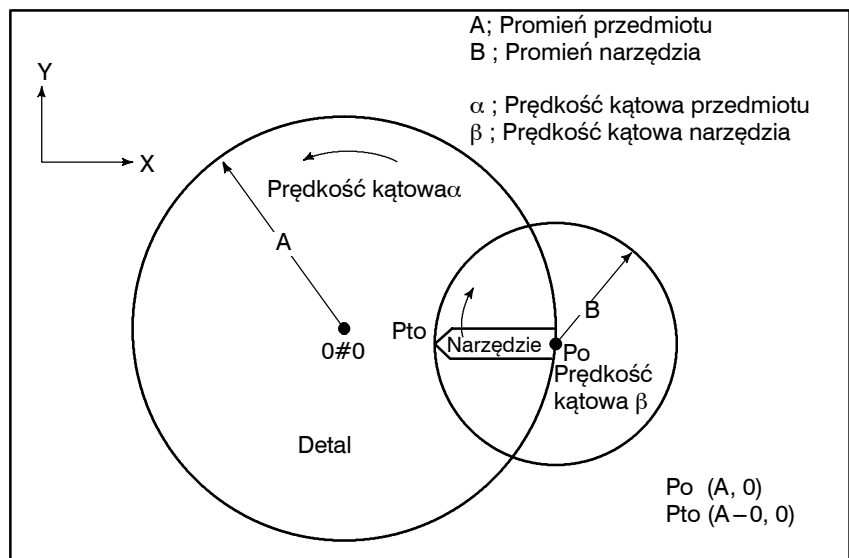 A; Promień przedmiotu
B ; Promień narzędzia
α ; Prędkość kątowa przedmiotu
β ; Prędkość kątowa narzędzia
Y
X
Prędkość kątowaα
A
B
Pto
Narzędzie
Po
0#0
Prędkość
kątowa β
Detal
Po (A, 0)
Pto (A−0, 0)